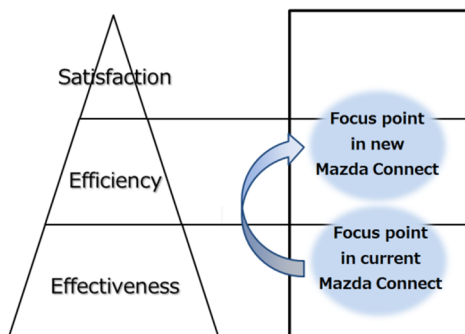 Satisfaction
Efficiency
Effectiveness
Focus point
in new
Mazda Connect
Focus point
in current
Mazda Connect